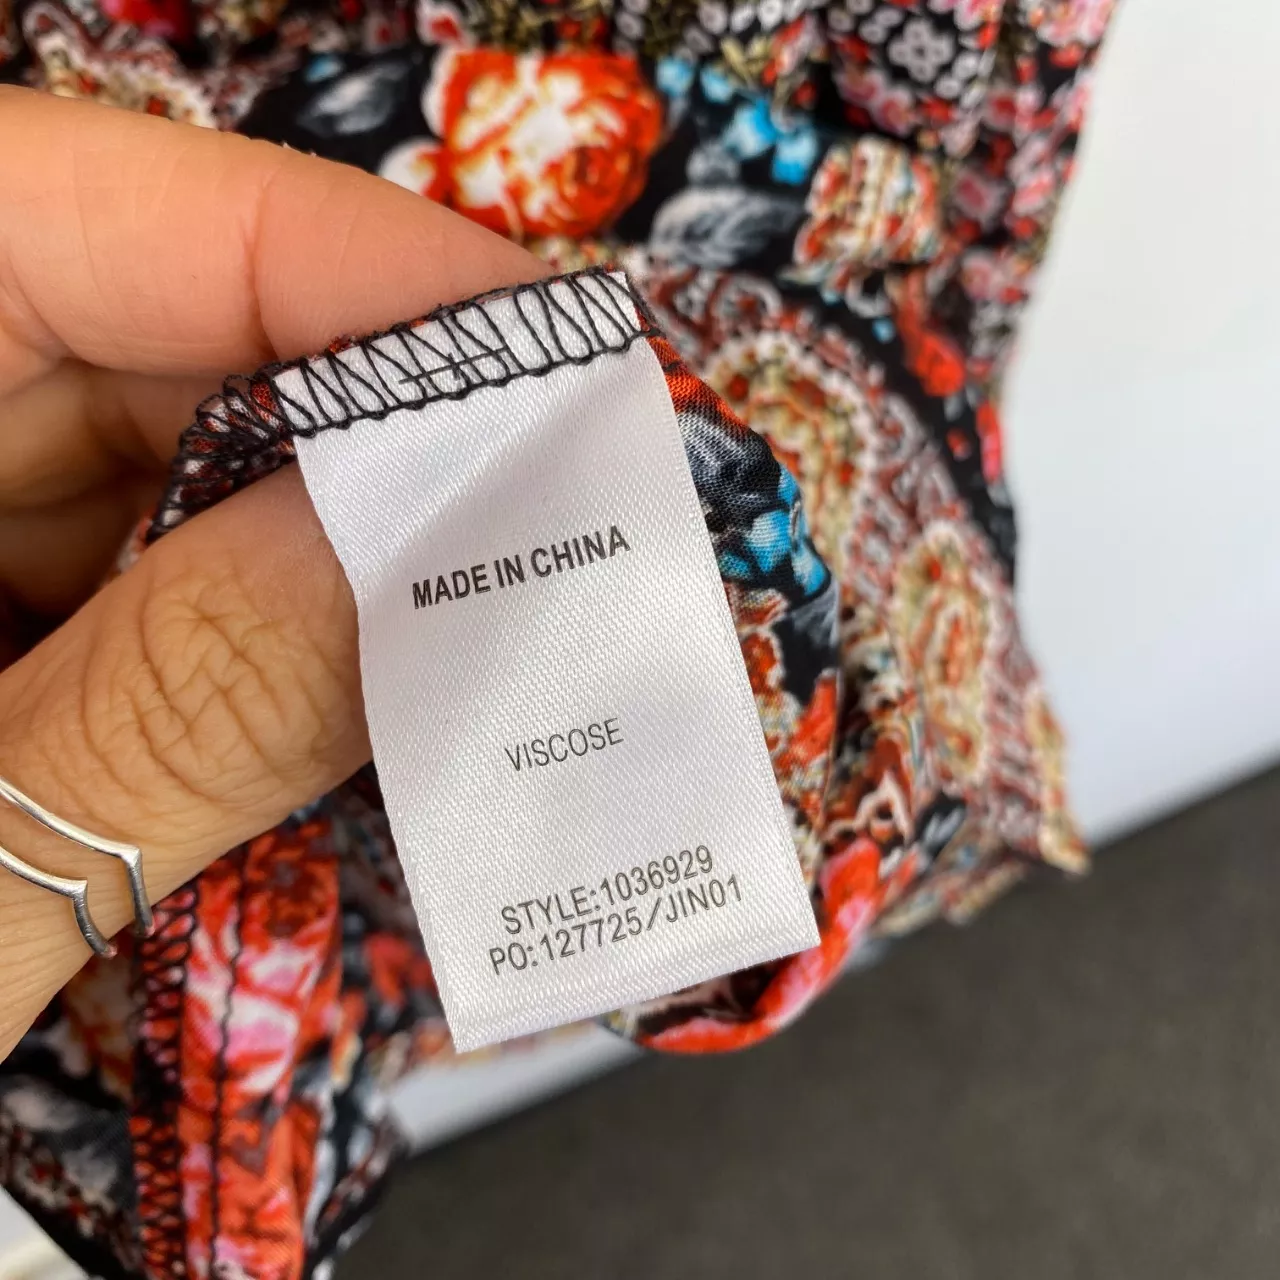 MADE IN CHINA
VISCOSE
STYLE:1036929
PO:127725/JIN01